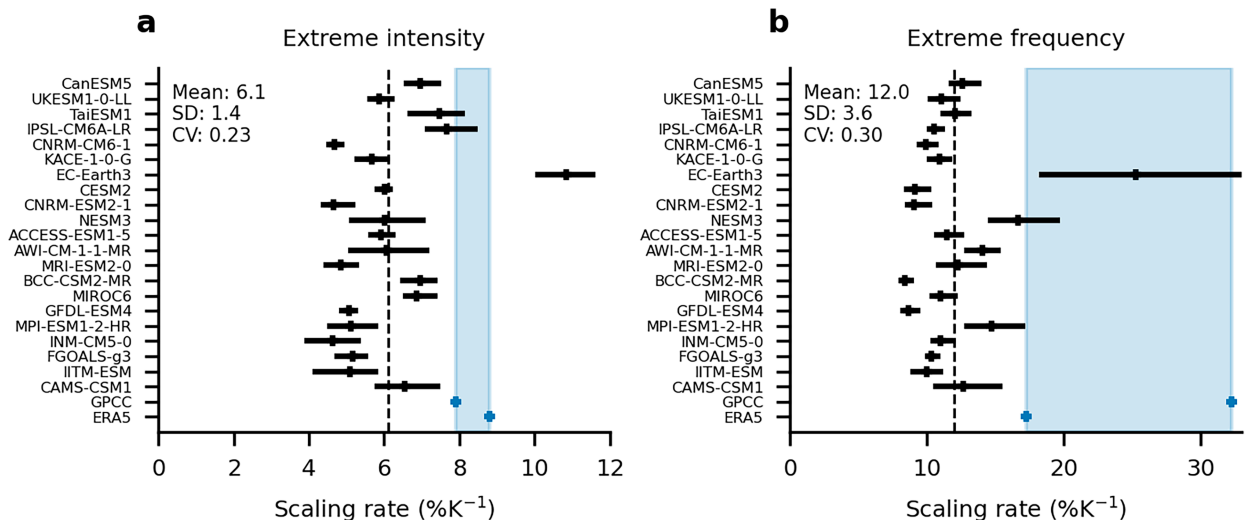 a
Extreme intensity
Mean: 6.1
SD: 1.4
CV: 0.23
CanESM5
UKESM1-0-LL
TaiESM1
IPSL-CM6A-LR
CNRM-CM6-1
KACE-1-0-G
EC-Earth3
CESM2
CNRM-ESM2-1
NESM3
ACCESS-ESM1-5
AWI-CM-1-1-MR
MRI-ESM2-0
BCC-CSM2-MR
MIROC6
GFDL-ESM4
MPI-ESM1-2-HR
INM-CM5-0
FGOALS-g3
IITM-ESM
CAMS-CSM1
GPCC
ERA5
0 2 4 6 8 10 12
Scaling rate (%K⁻¹)
b
Extreme frequency
Mean: 12.0
SD: 3.6
CV: 0.30
CanESM5
UKESM1-0-LL
TaiESM1
IPSL-CM6A-LR
CNRM-CM6-1
KACE-1-0-G
EC-Earth3
CESM2
CNRM-ESM2-1
NESM3
ACCESS-ESM1-5
AWI-CM-1-1-MR
MRI-ESM2-0
BCC-CSM2-MR
MIROC6
GFDL-ESM4
MPI-ESM1-2-HR
INM-CM5-0
FGOALS-g3
IITM-ESM
CAMS-CSM1
GPCC
ERA5
0 10 20 30
Scaling rate (%K⁻¹)